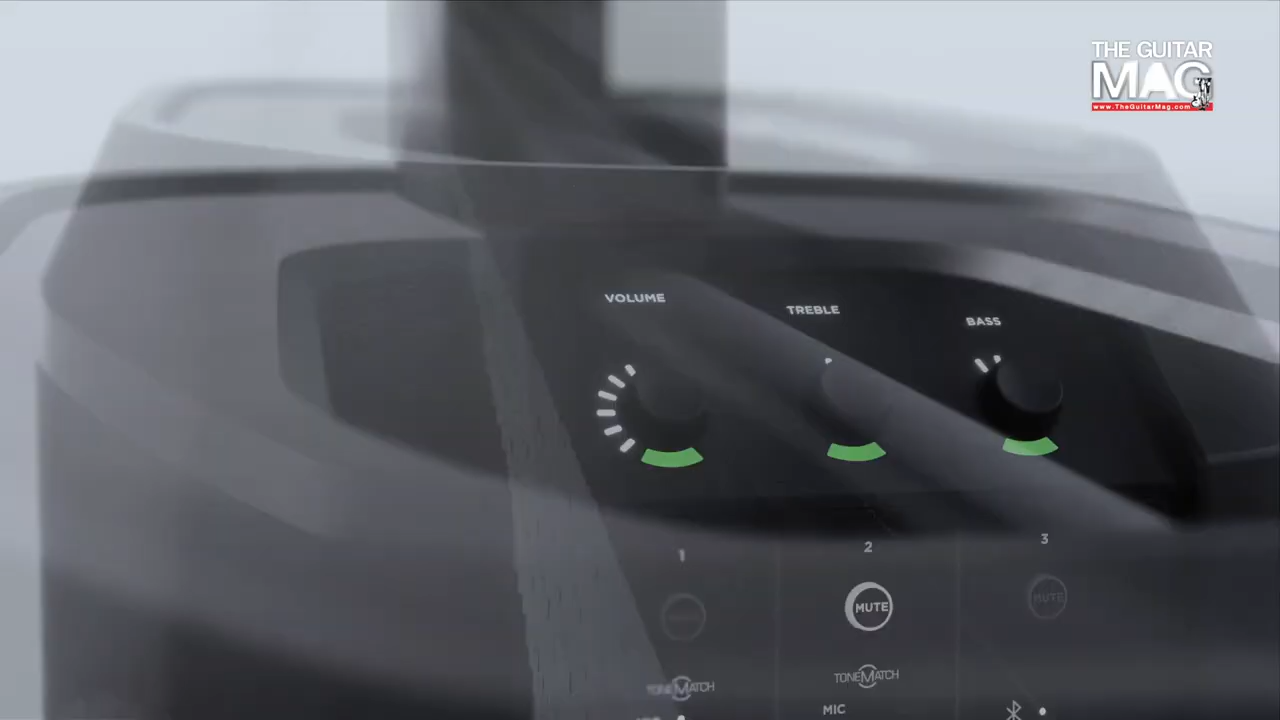 THE GUITAR
MAG
www.TheGuitarMag.com
VOLUME
TREBLE
BASS
1
2
3
MUTE
MUTE
TONEMATCH
TONEMATCH
MIC